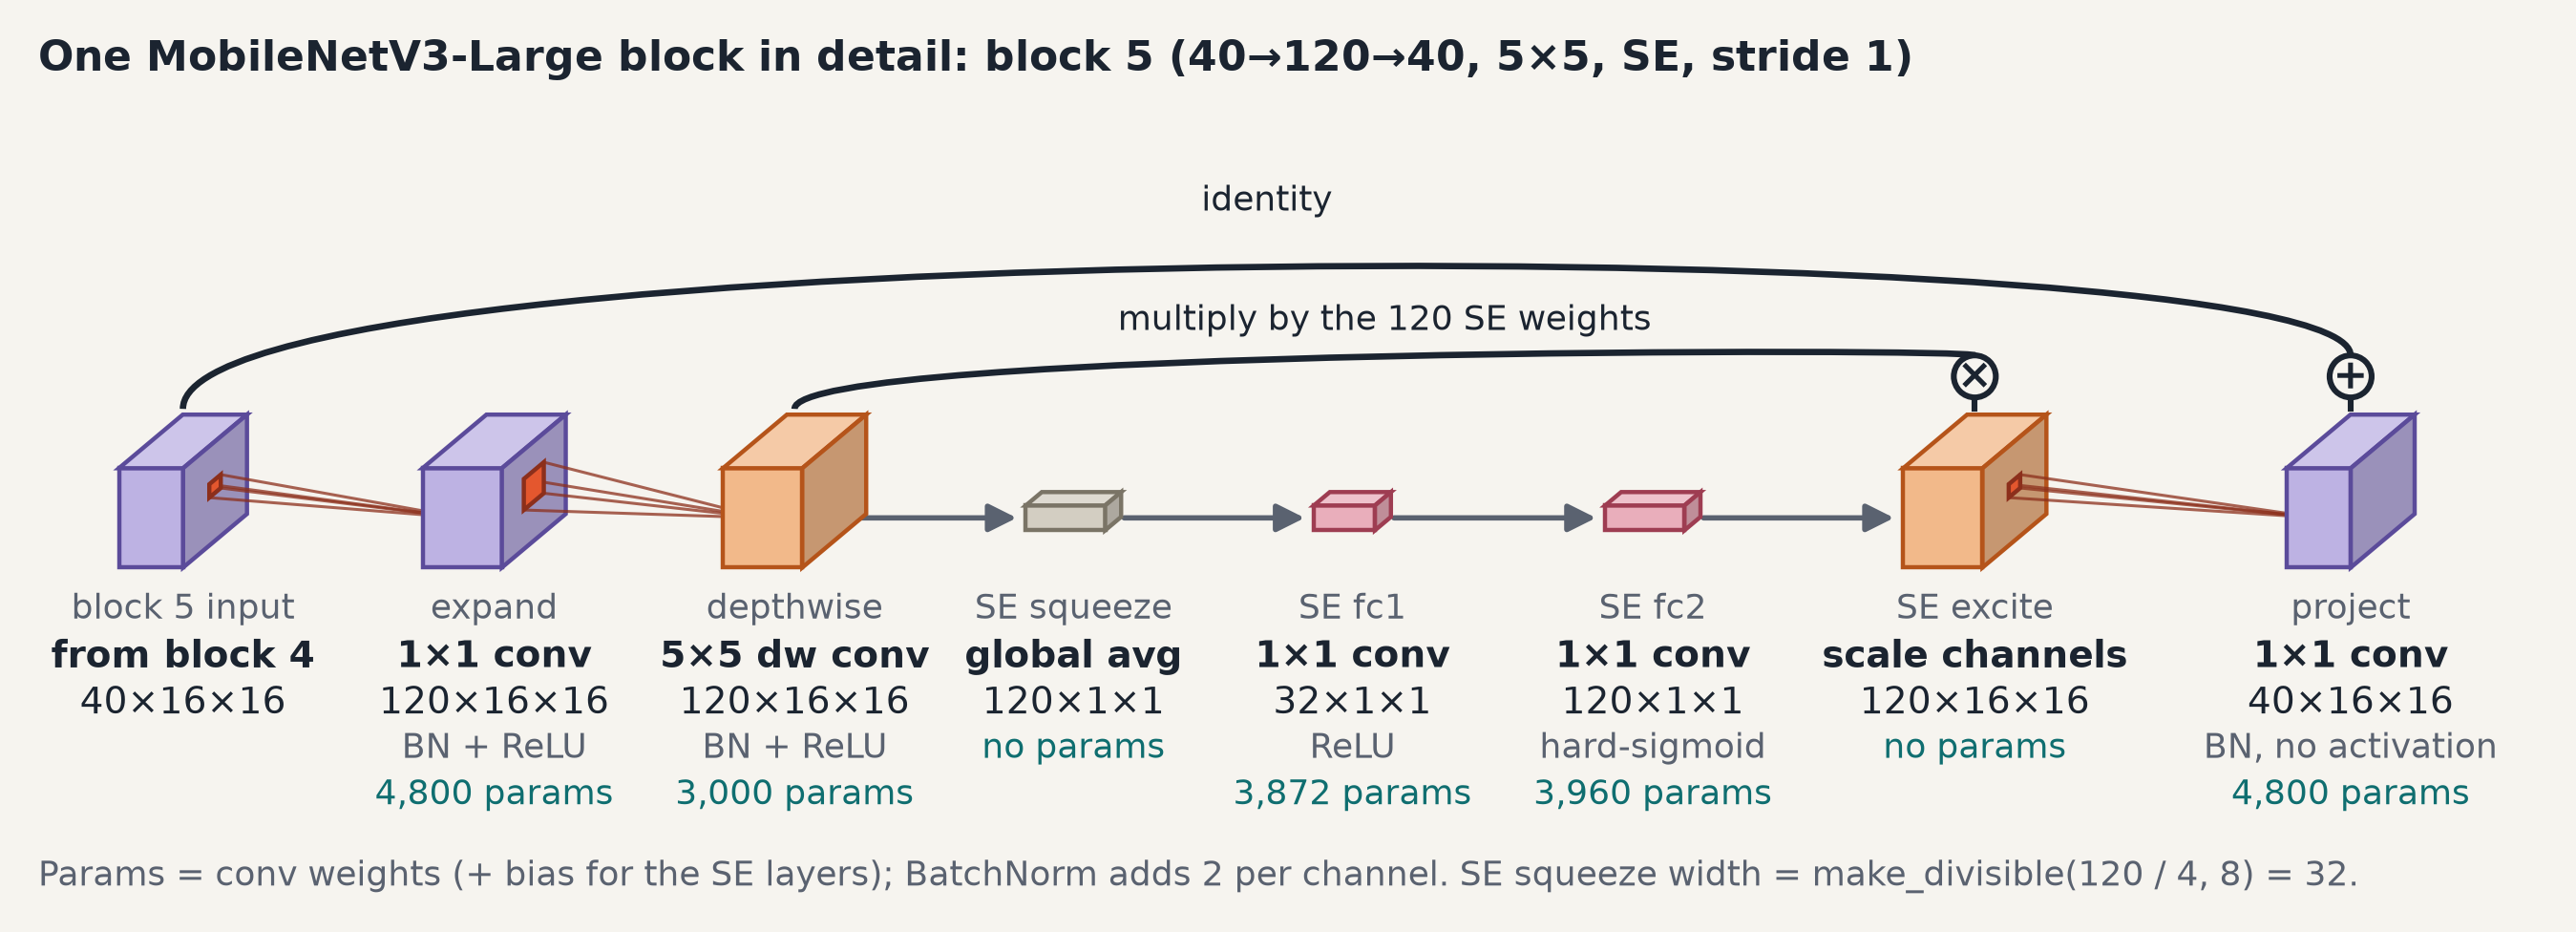 One MobileNetV3-Large block in detail: block 5 (40→120→40, 5×5, SE, stride 1)
identity
multiply by the 120 SE weights
block 5 input
from block 4
40×16×16
expand
1×1 conv
120×16×16
BN + ReLU
4,800 params
depthwise
5×5 dw conv
120×16×16
BN + ReLU
3,000 params
SE squeeze
global avg
120×1×1
no params
SE fc1
1×1 conv
32×1×1
ReLU
3,872 params
SE fc2
1×1 conv
120×1×1
hard-sigmoid
3,960 params
SE excite
scale channels
120×16×16
no params
project
1×1 conv
40×16×16
BN, no activation
4,800 params
Params = conv weights (+ bias for the SE layers); BatchNorm adds 2 per channel. SE squeeze width = make_divisible(120 / 4, 8) = 32.